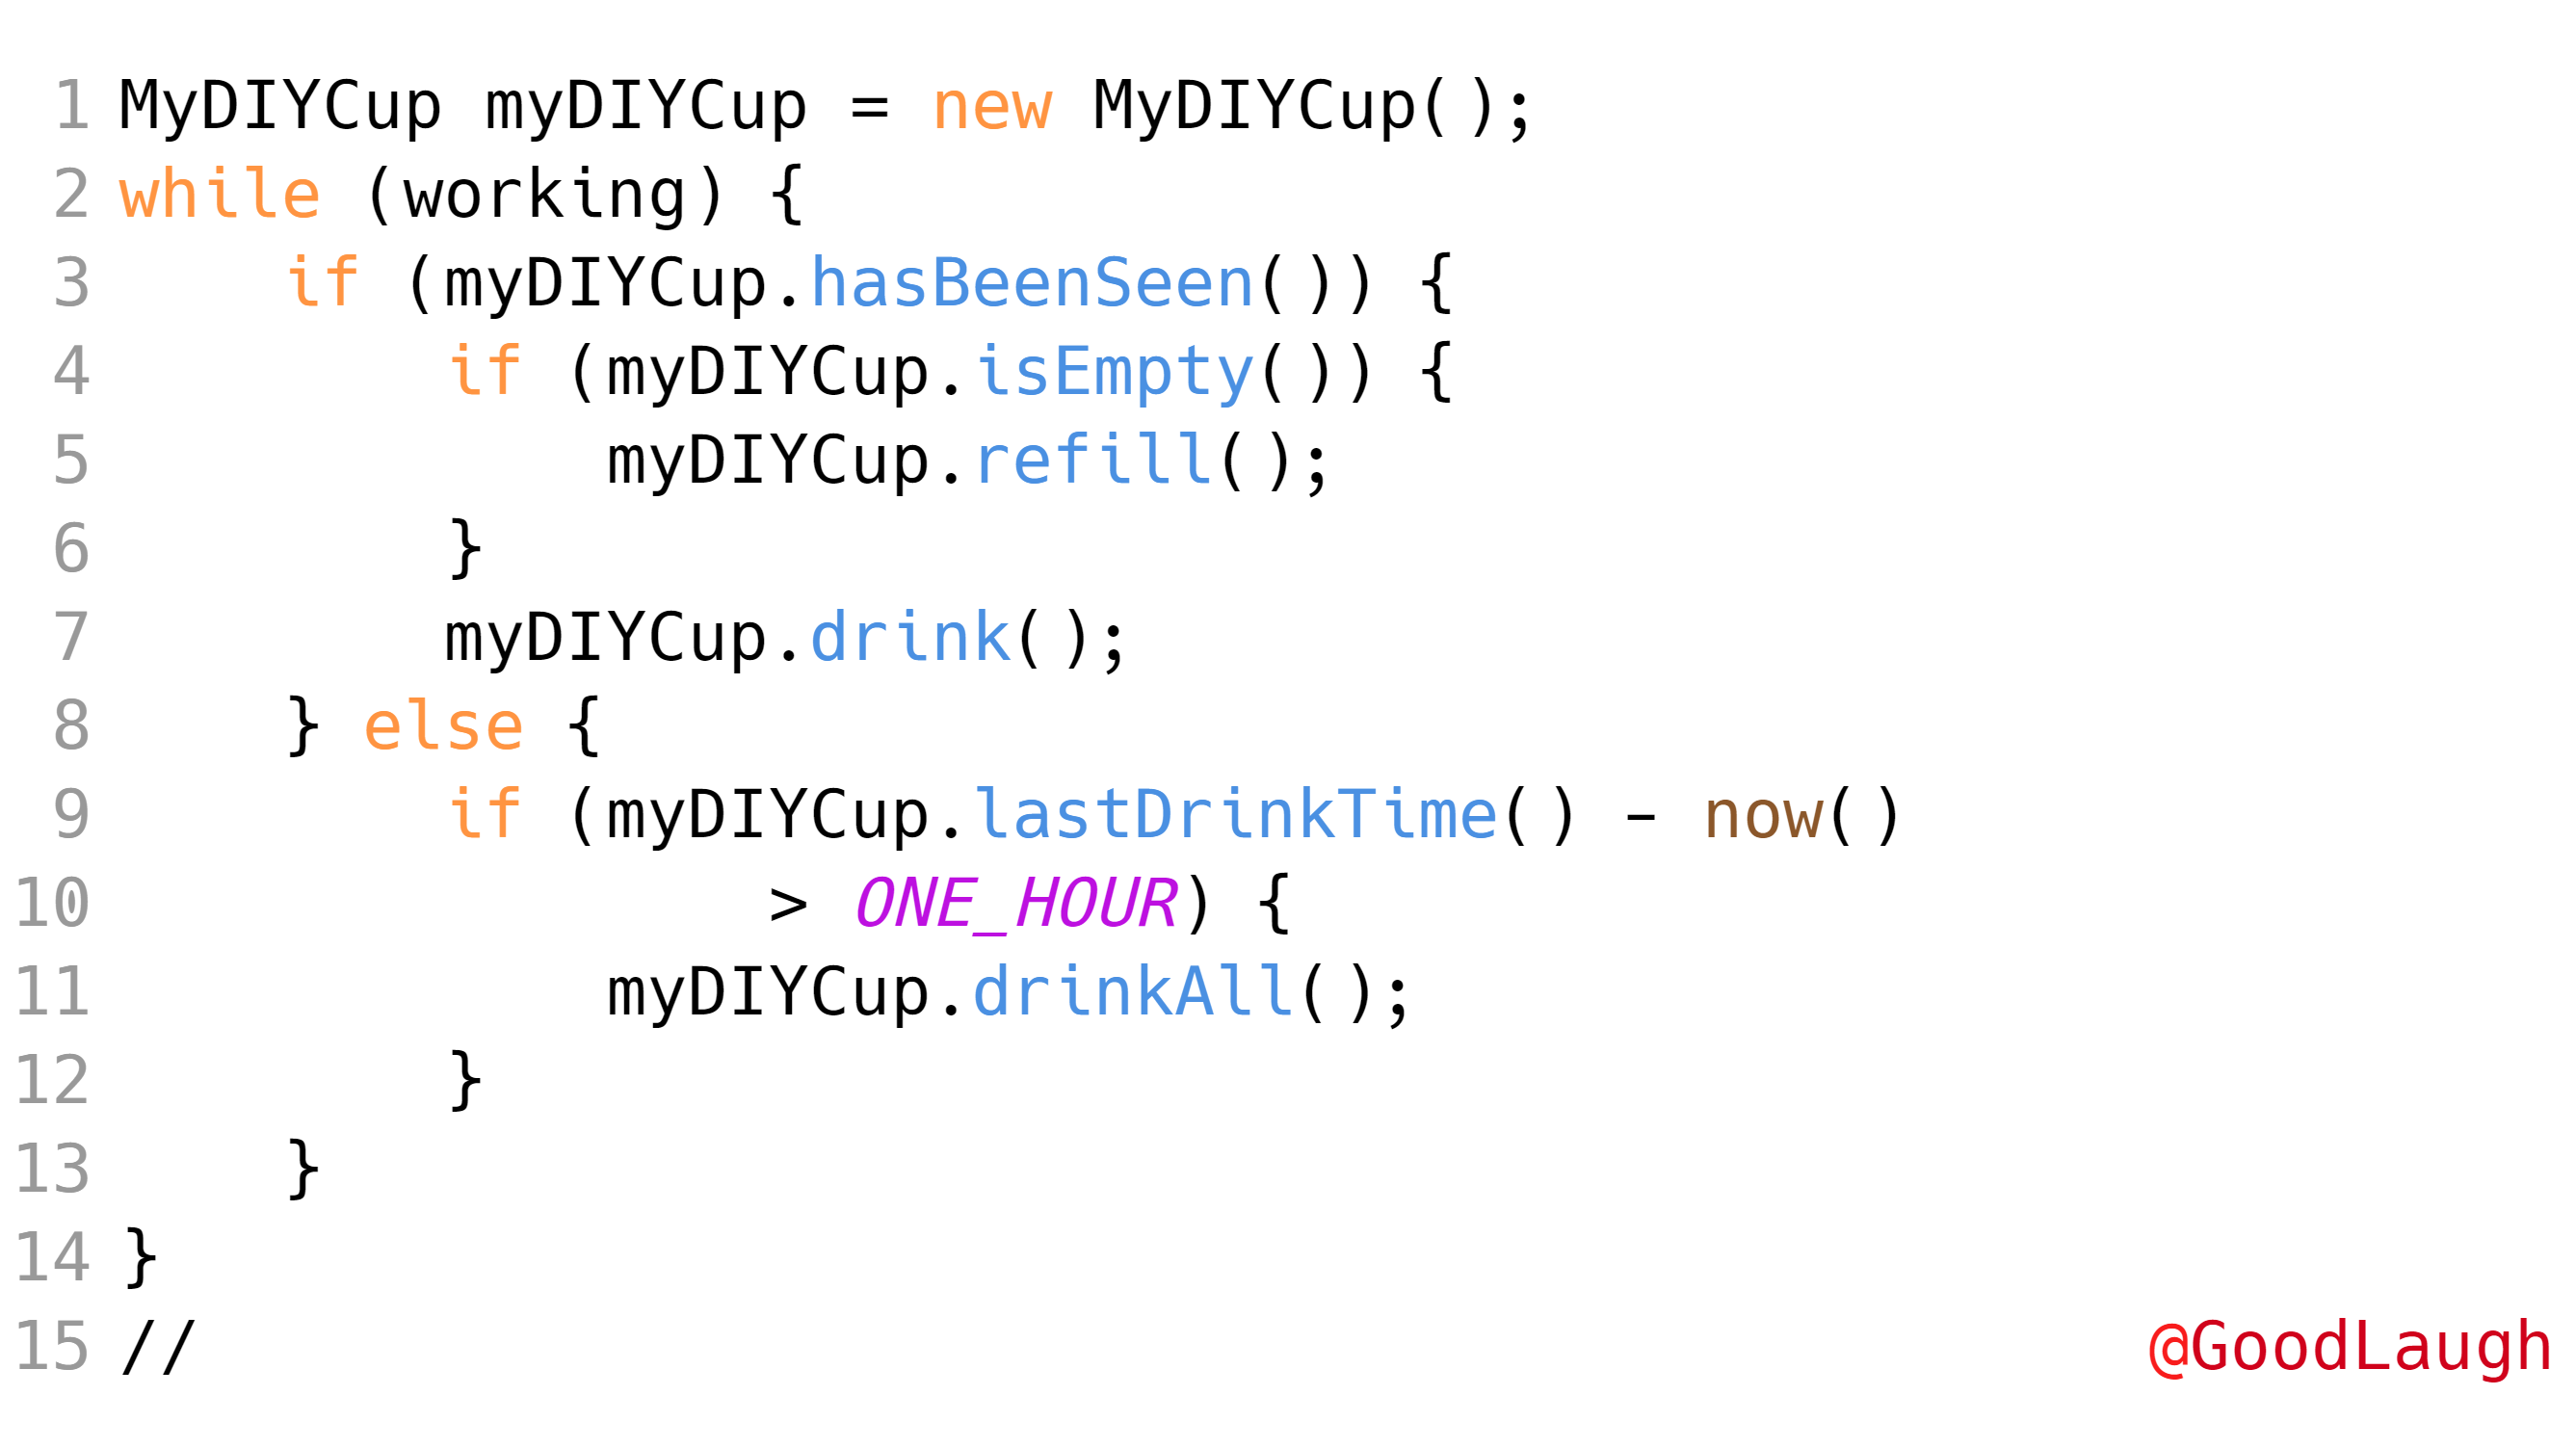 1 MyDIYCup myDIYCup = new MyDIYCup();
2 while (working) {
3     if (myDIYCup.hasBeenSeen()) {
4         if (myDIYCup.isEmpty()) {
5             myDIYCup.refill();
6         }
7         myDIYCup.drink();
8     } else {
9         if (myDIYCup.lastDrinkTime() - now()
10                 > ONE_HOUR) {
11             myDIYCup.drinkAll();
12         }
13     }
14 }
15 // @GoodLaugh